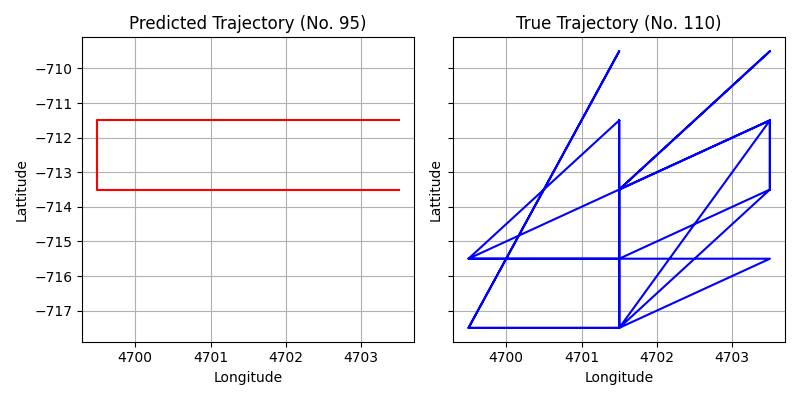 Predicted Trajectory (No. 95)
True Trajectory (No. 110)
−710
−711
−712
−713
−714
−715
−716
−717
Lattitude
Lattitude
4700
4701
4702
4703
4700
4701
4702
4703
Longitude
Longitude